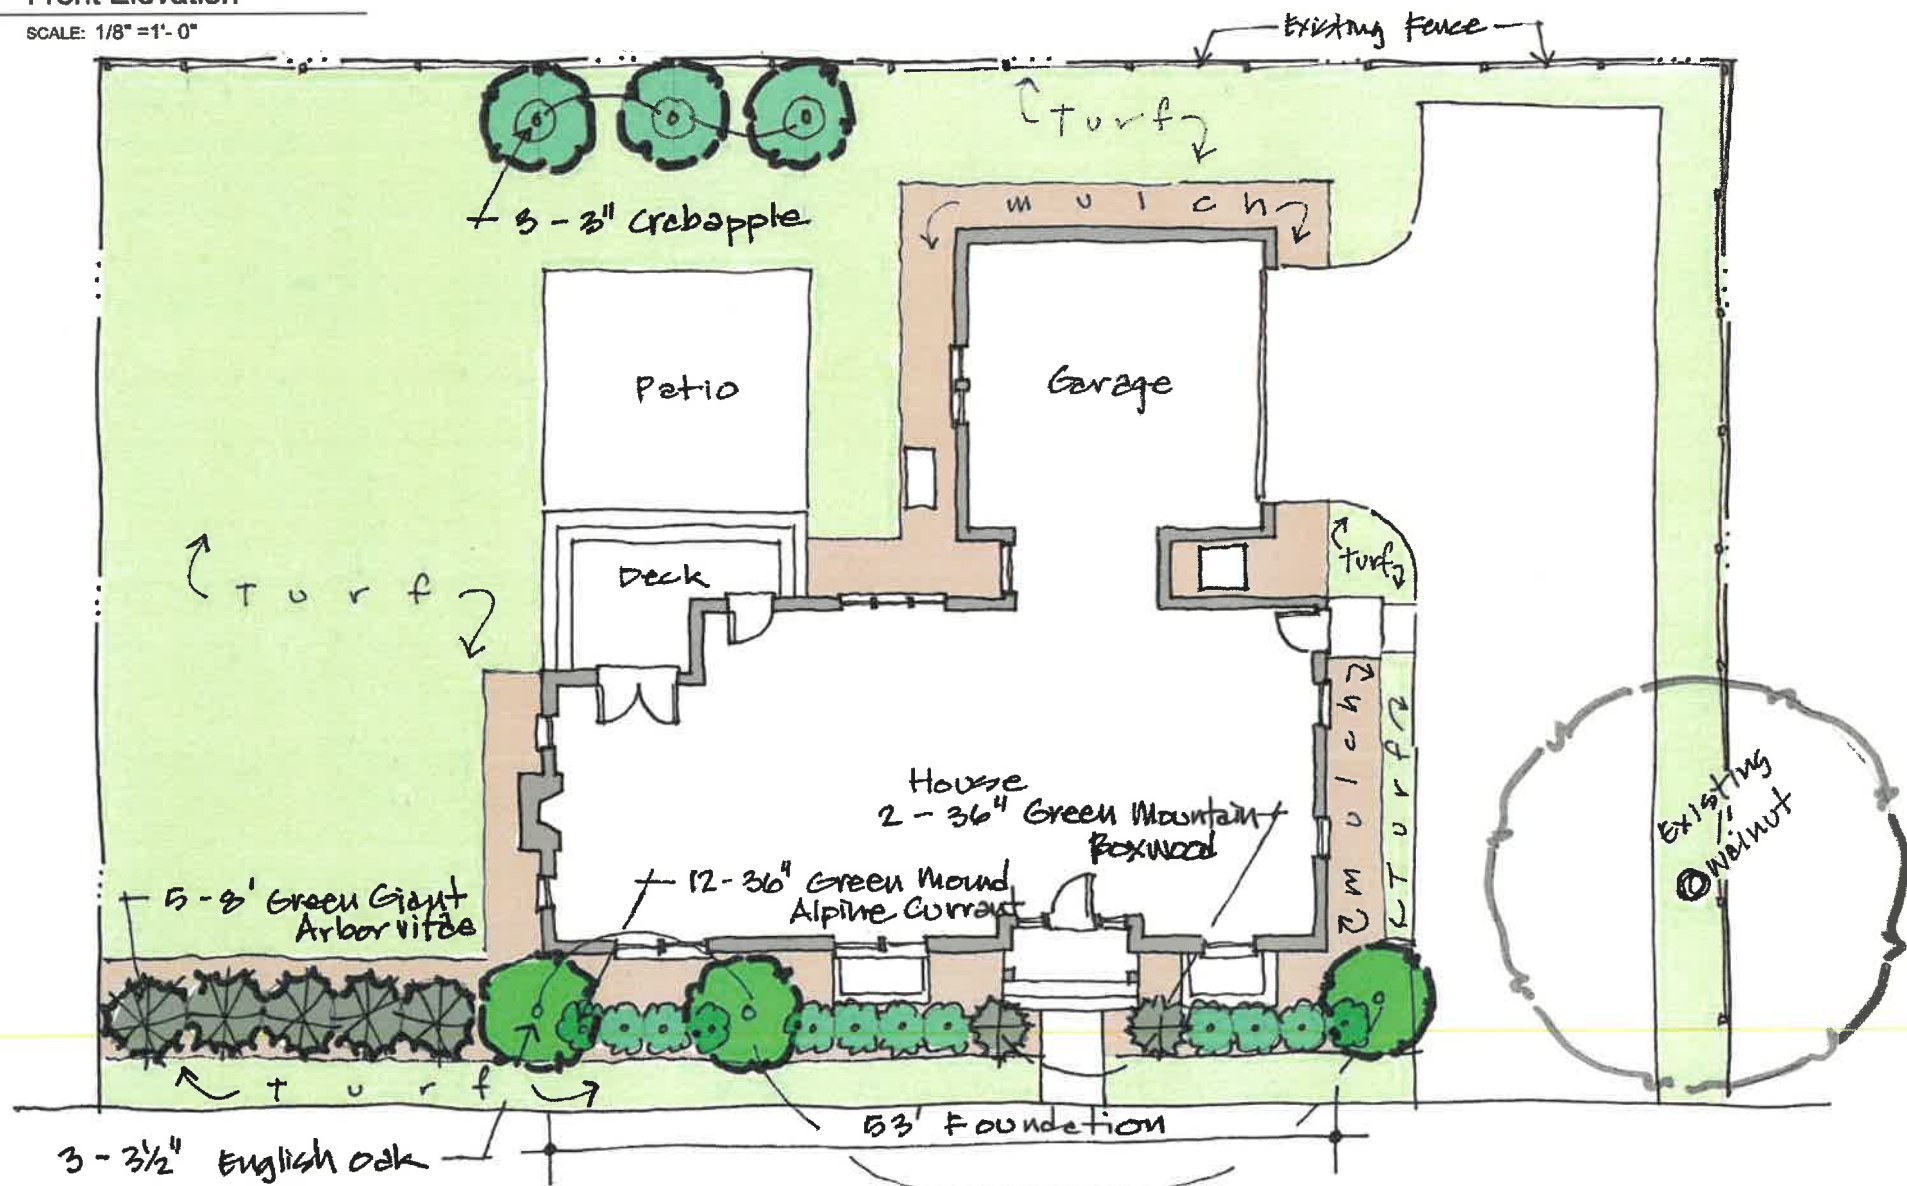 Front Elevation
SCALE: 1/8" =1'- 0"
Existing Fence
Turf
mulch
3 - 3" Crabapple
Patio
Garage
Deck
Turf
Turf
House
2 - 36" Green Mountain
Boxwood
12 - 36" Green Mound
Alpine Currant
5 - 8' Green Giant
Arborvitae
mulch
Turf
Existing
Walnut
Turf
53' Foundation
3 - 3½" English Oak